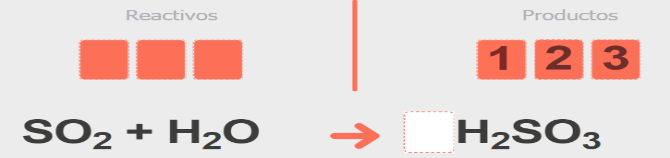 Reactivos Productos
1 2 3
SO₂ + H₂O → H₂SO₃